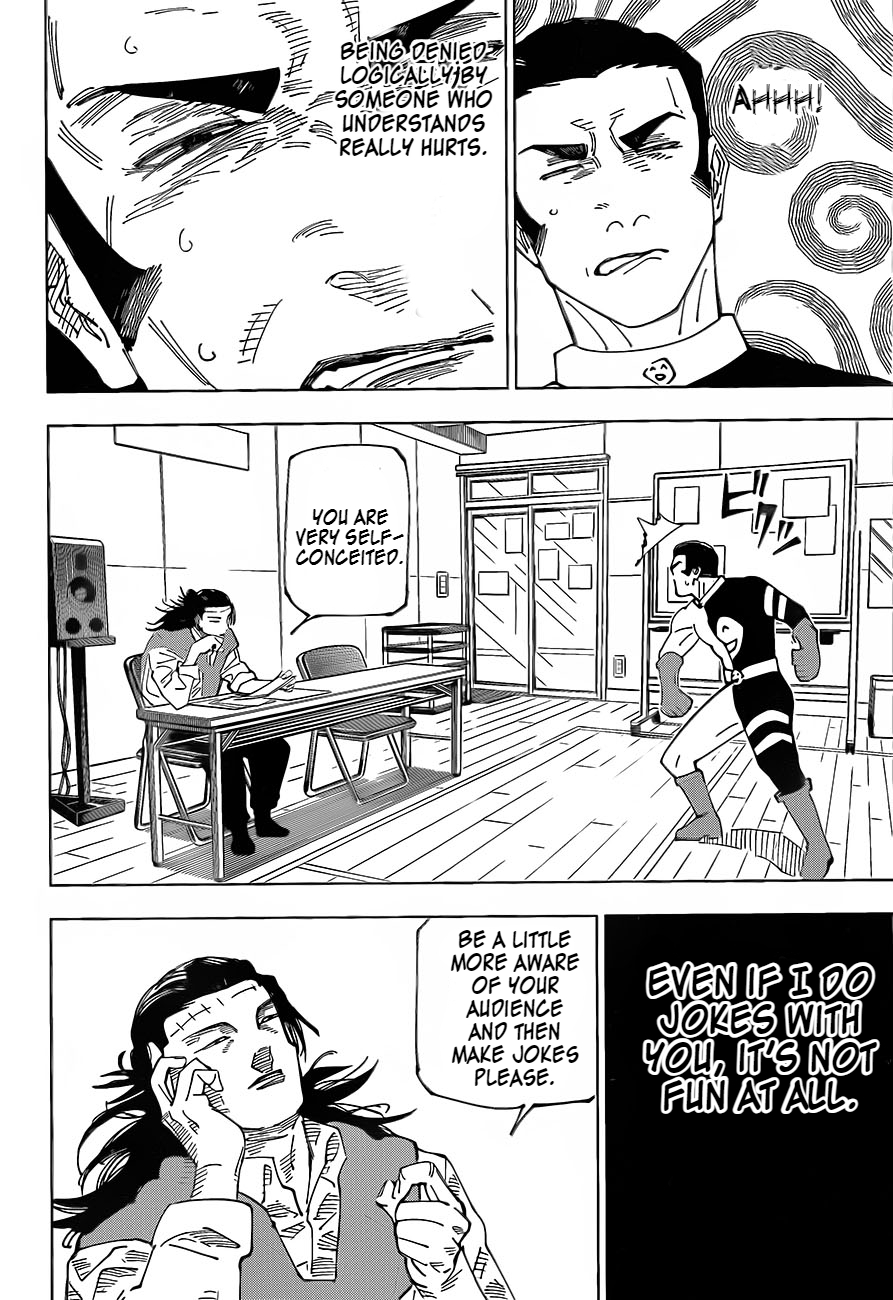 AHHH!
BEING DENIED
LOGICALLY BY
SOMEONE WHO
UNDERSTANDS
REALLY HURTS.
ビクッ
YOU ARE
VERY SELF-
CONCEITED.
EVEN IF I DO
JOKES WITH
YOU, IT'S NOT
FUN AT ALL.
BE A LITTLE
MORE AWARE
OF YOUR
AUDIENCE
AND THEN
MAKE JOKES
PLEASE.